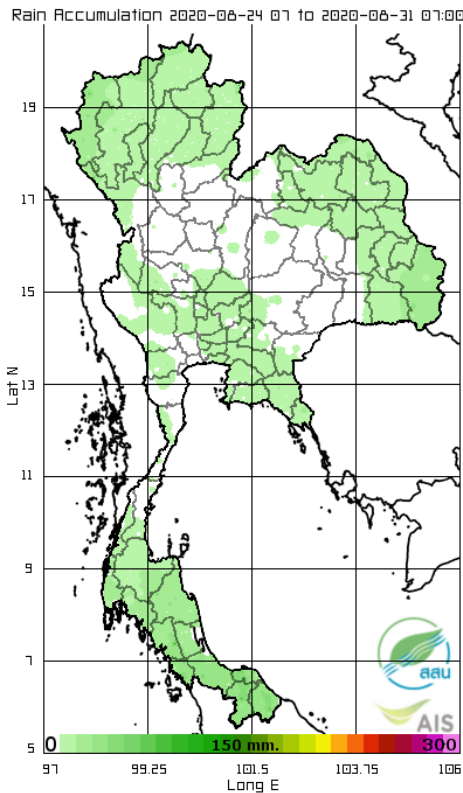 Rain Accumulation 2020-08-24 07 to 2020-08-31 07:00
19
17
15
Lat N
13
11
9
7
สสน
AIS
0 150 mm. 300
5
97 99.25 101.5 103.75 106
Long E